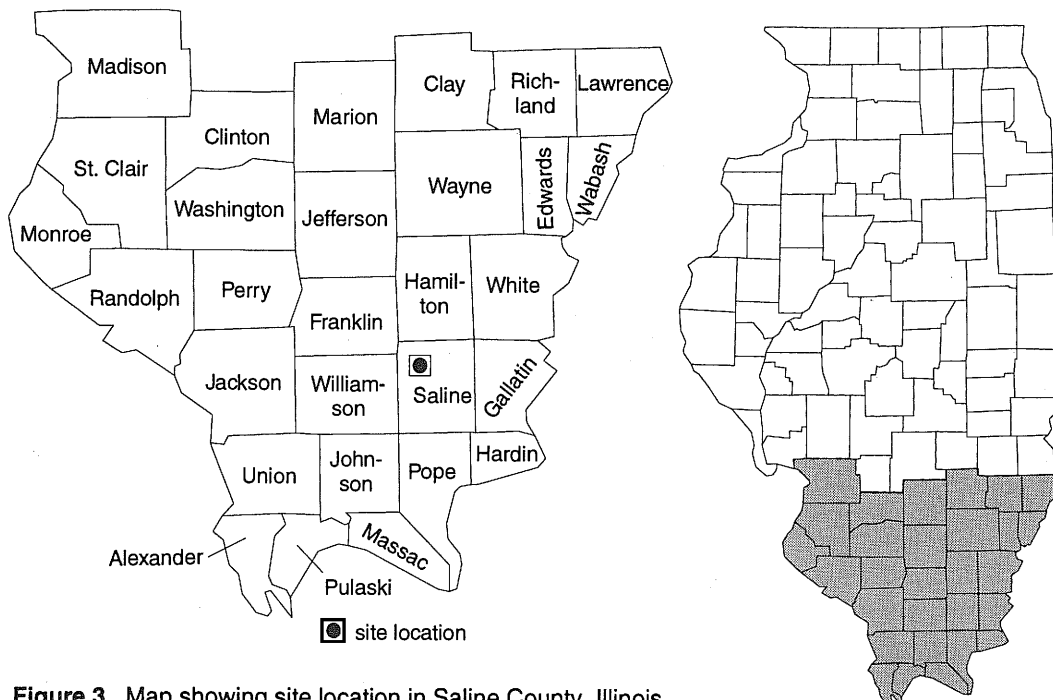 Madison
Clay
Rich-
land
Lawrence
Marion
Clinton
St. Clair
Wayne
Edwards
Wabash
Washington
Jefferson
Monroe
Randolph
Perry
Hamil-
ton
White
Franklin
Jackson
William-
son
Saline
Gallatin
Union
John-
son
Pope
Hardin
Massac
Alexander
Pulaski
site location
Figure 3 Map showing site location in Saline County, Illinois